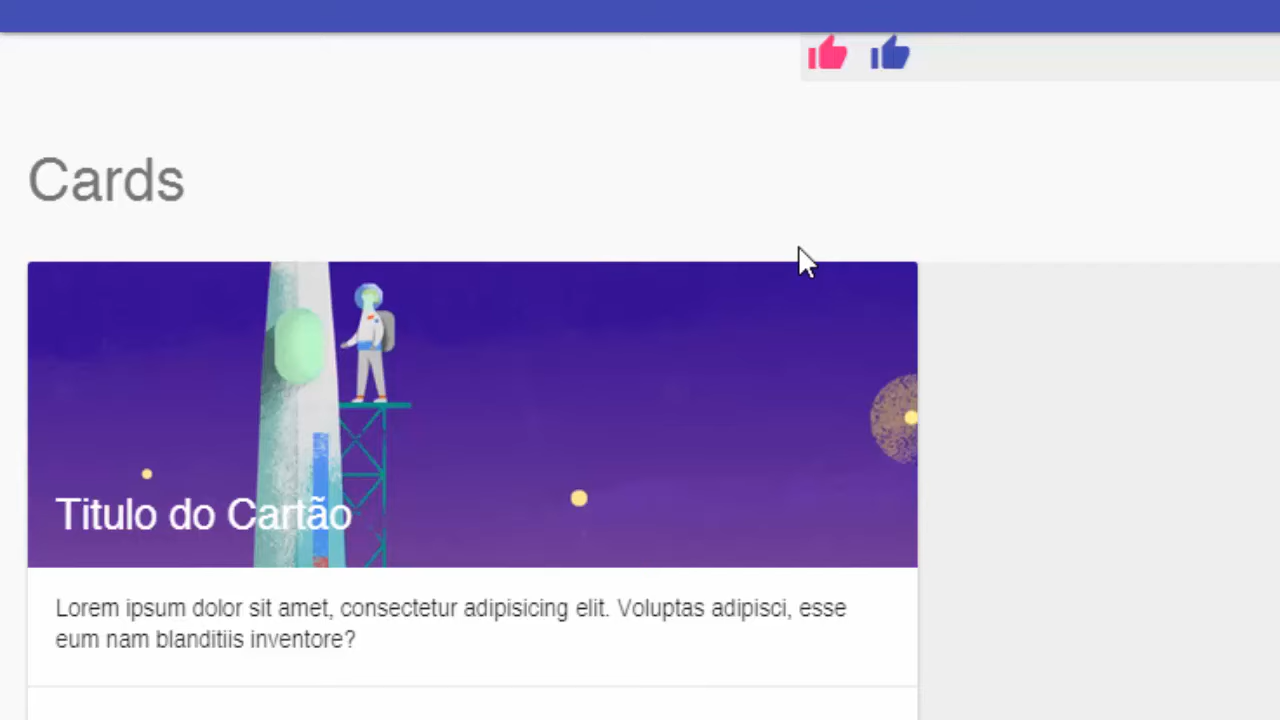 Cards
Titulo do Cartão
Lorem ipsum dolor sit amet, consectetur adipisicing elit. Voluptas adipisci, esse
eum nam blanditiis inventore?